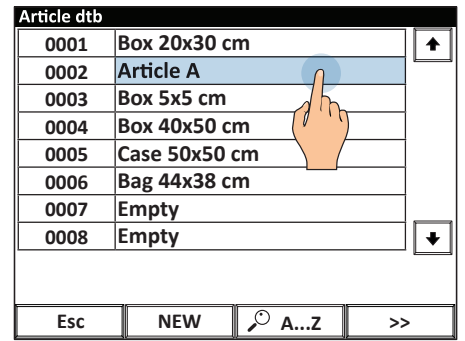 Article dtb
0001 Box 20x30 cm
0002 Article A
0003 Box 5x5 cm
0004 Box 40x50 cm
0005 Case 50x50 cm
0006 Bag 44x38 cm
0007 Empty
0008 Empty
Esc NEW A...Z >>